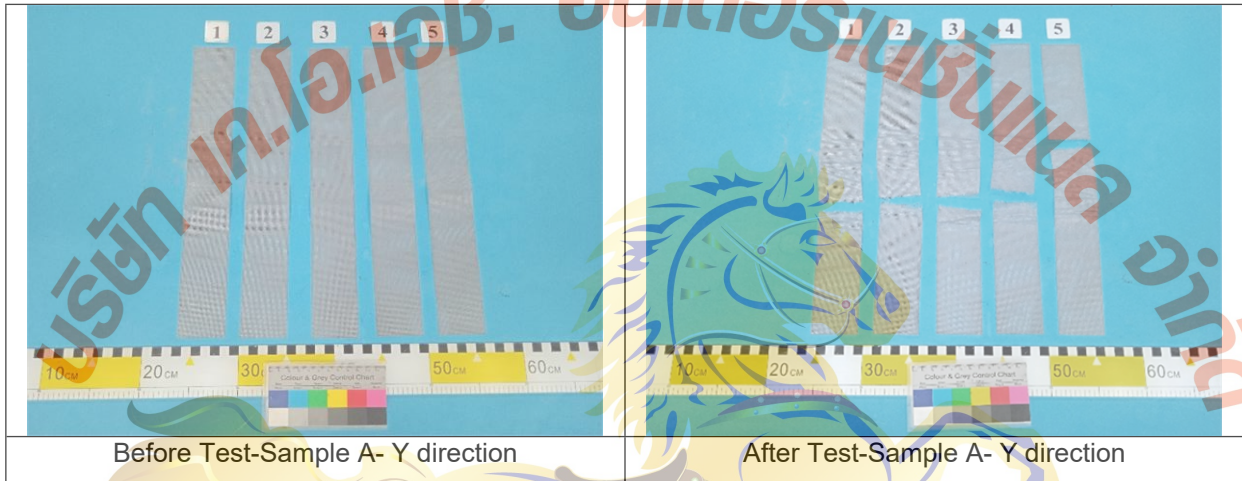 1 2 3 4 5
1 2 3 4 5
บริษัท เค.โอ.เอช. อินเตอร์เนชั่นแนล จำกัด
10CM 20CM 30 50CM 60CM
Colour & Grey Control Chart
10CM 20CM 30CM 50CM 60CM
Colour & Grey Control Chart
Before Test-Sample A- Y direction
After Test-Sample A- Y direction